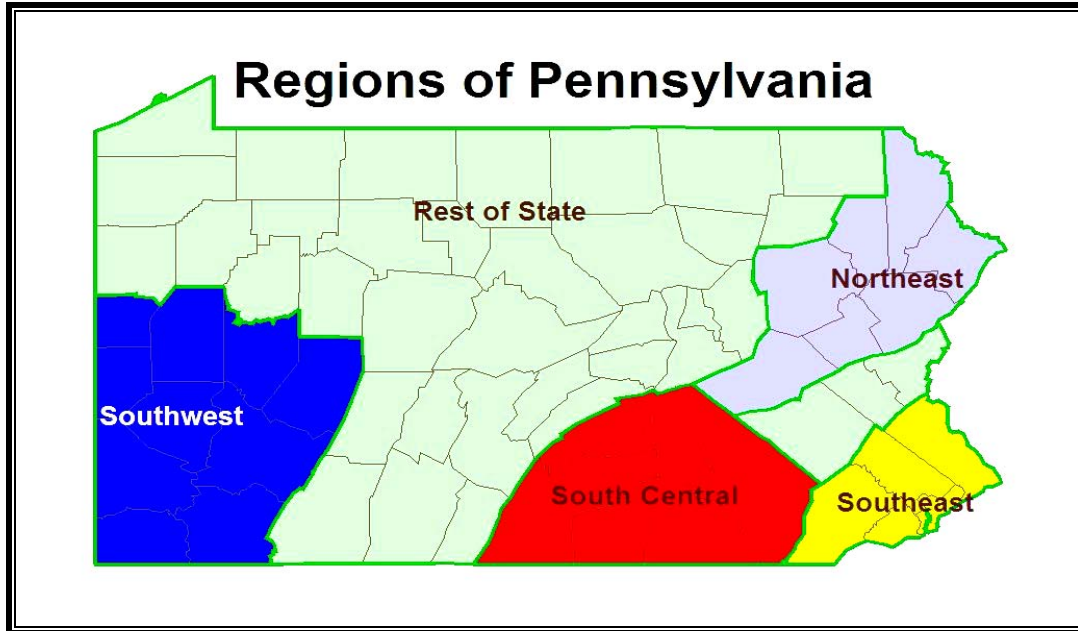 Regions of Pennsylvania
Rest of State
Northeast
Southwest
South Central
Southeast